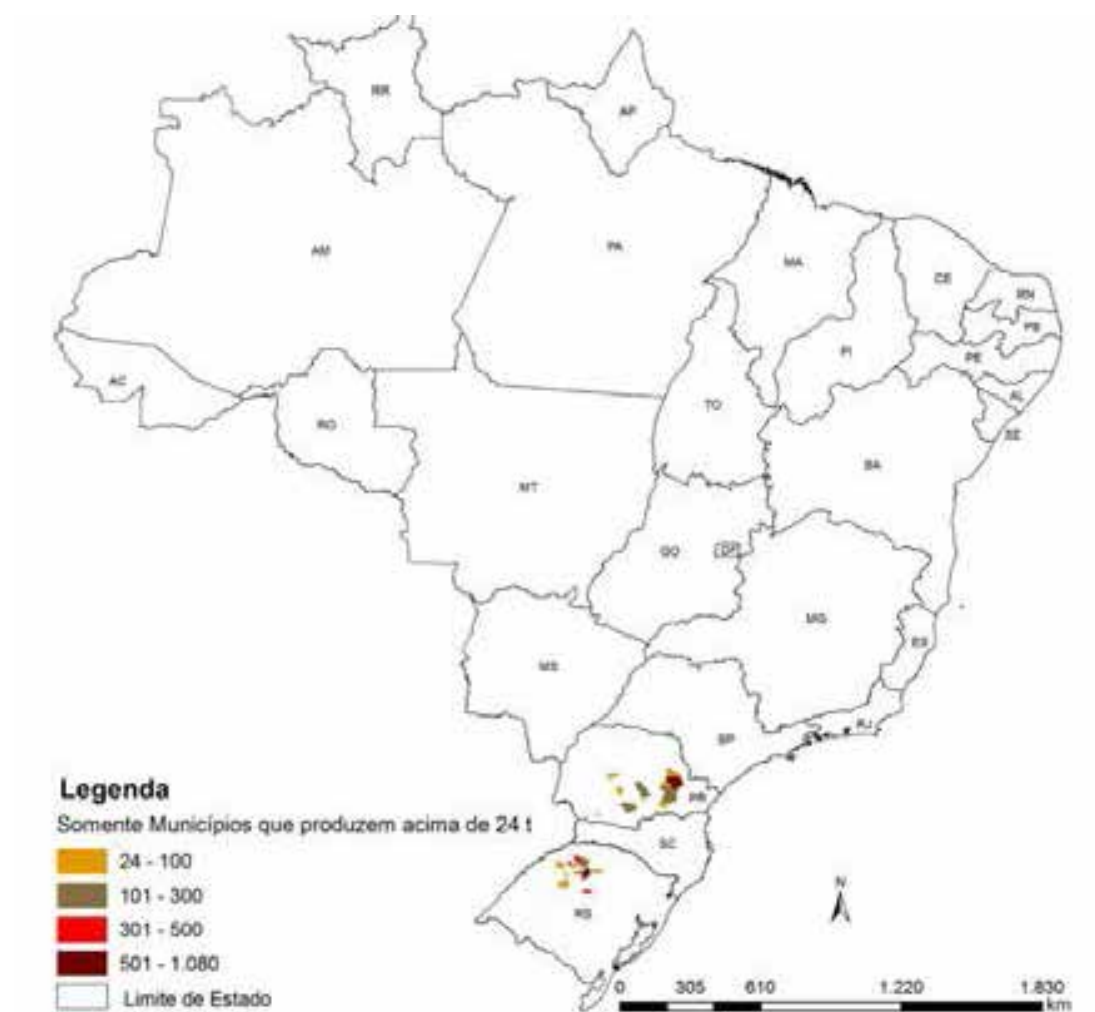 RR
AP
AM
PA
MA
CE
RN
PB
PI
PE
AC
AL
TO
SE
RO
BA
MT
GO
DF
MG
ES
MS
RJ
SP
PR
SC
RS
Legenda
Somente Municípios que produzem acima de 24 t
24 - 100
101 - 300
301 - 500
501 - 1.080
Limite de Estado
N
0 305 610 1.220 1.830
km